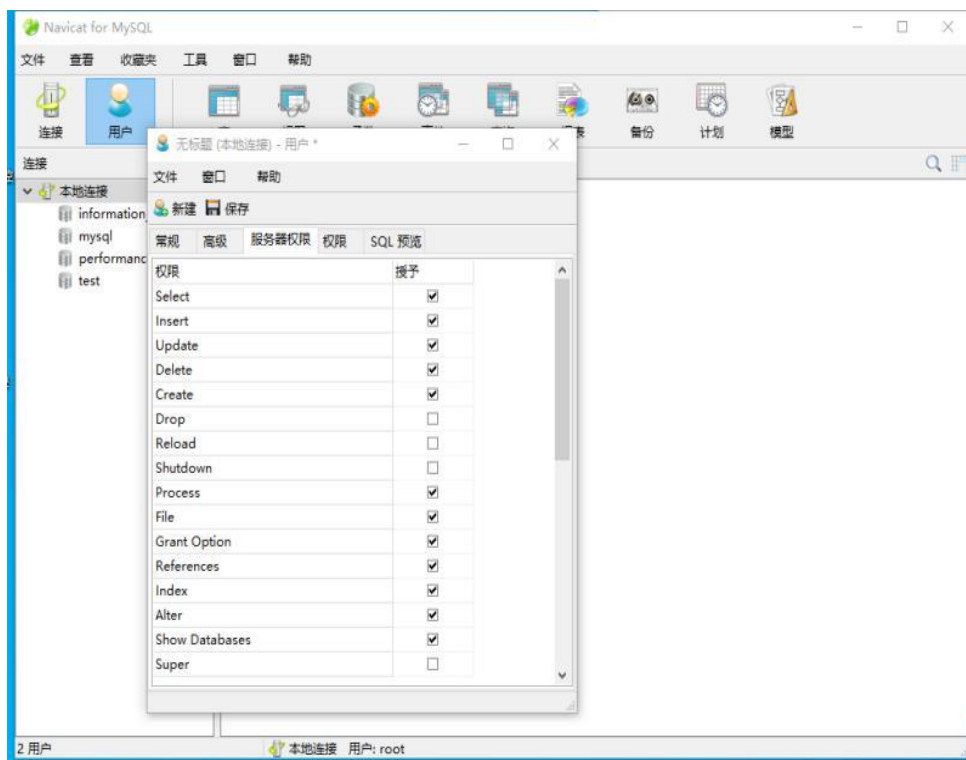 Navicat for MySQL
文件 查看 收藏夹 工具 窗口 帮助
连接 用户 备份 计划 模型
无标题 (本地连接) - 用户 *
连接
文件 窗口 帮助
本地连接
新建 保存
information
mysql
常规 高级 服务器权限 权限 SQL 预览
performanc
test
权限 授予
Select
Insert
Update
Delete
Create
Drop
Reload
Shutdown
Process
File
Grant Option
References
Index
Alter
Show Databases
Super
2 用户 本地连接 用户: root